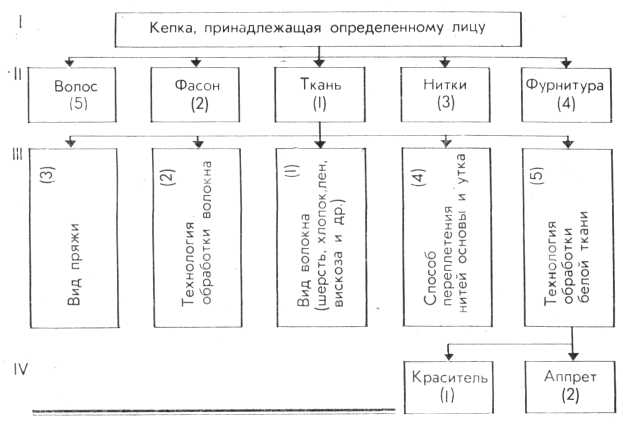 I
Кепка, принадлежащая определенному лицу
II
Волос
(5)
Фасон
(2)
Ткань
(1)
Нитки
(3)
Фурнитура
(4)
III
(3)
Вид пряжи
(2)
Технология
обработки волокна
(1)
Вид волокна
(шерсть, хлопок, лен,
вискоза и др.)
(4)
Способ
переплетения
нитей основы и утка
(5)
Технология
обработки
белой ткани
IV
Краситель
(1)
Аппрет
(2)